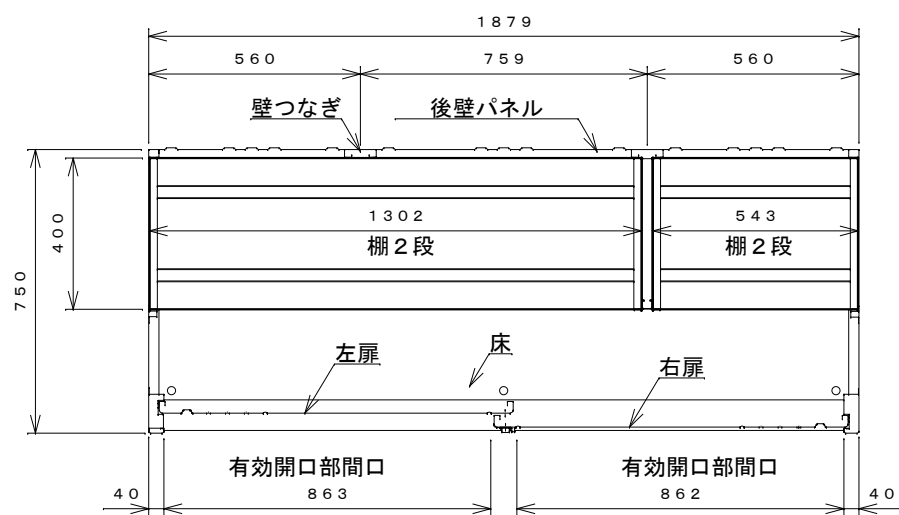 1879
560 759 560
壁つなぎ 後壁パネル
1302 543
棚２段 棚２段
400
750
左扉 床 右扉
有効開口部間口 有効開口部間口
40 863 862 40